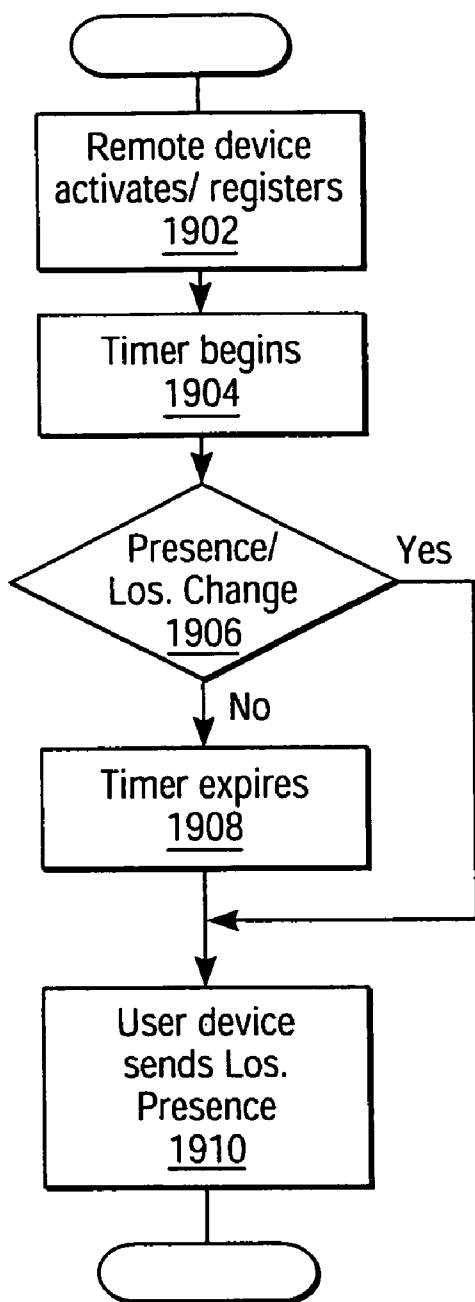 Remote device
activates/ registers
1902
Timer begins
1904
Presence/
Los. Change
1906
Yes
No
Timer expires
1908
User device
sends Los.
Presence
1910